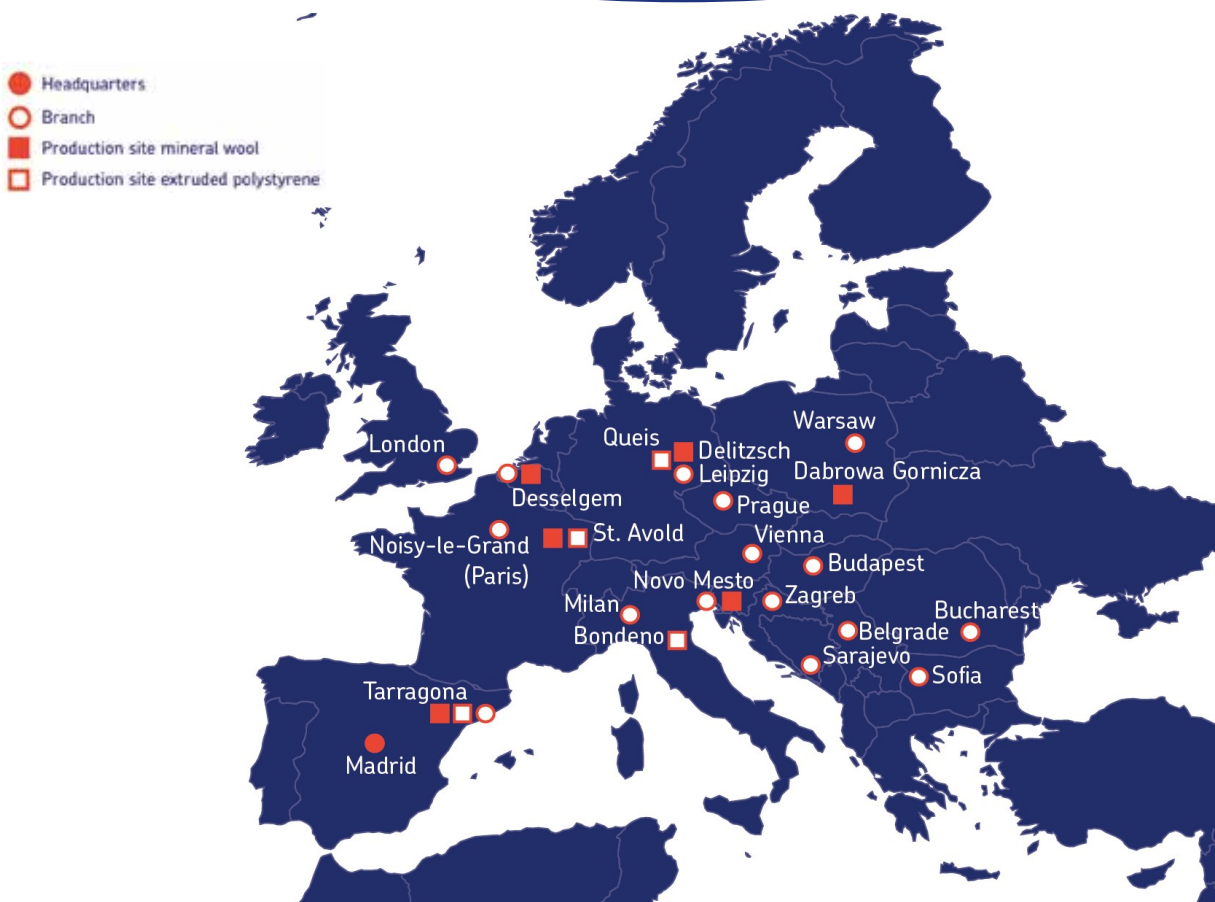 Headquarters
Branch
Production site mineral wool
Production site extruded polystyrene
Warsaw
Queis
London
Delitzsch
Dabrowa Gornicza
Leipzig
Desselgem
Prague
St. Avold
Vienna
Noisy-le-Grand
(Paris)
Budapest
Novo Mesto
Zagreb
Milan
Bucharest
Bondeno
Belgrade
Sarajevo
Sofia
Tarragona
Madrid